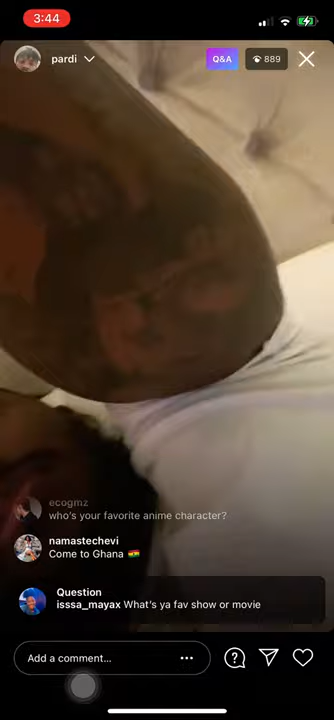 3:44
pardi
Q&A
889
ecogmz
who's your favorite anime character?
namastechevi
Come to Ghana 🇬🇭
Question
isssa_mayax What's ya fav show or movie
Add a comment...